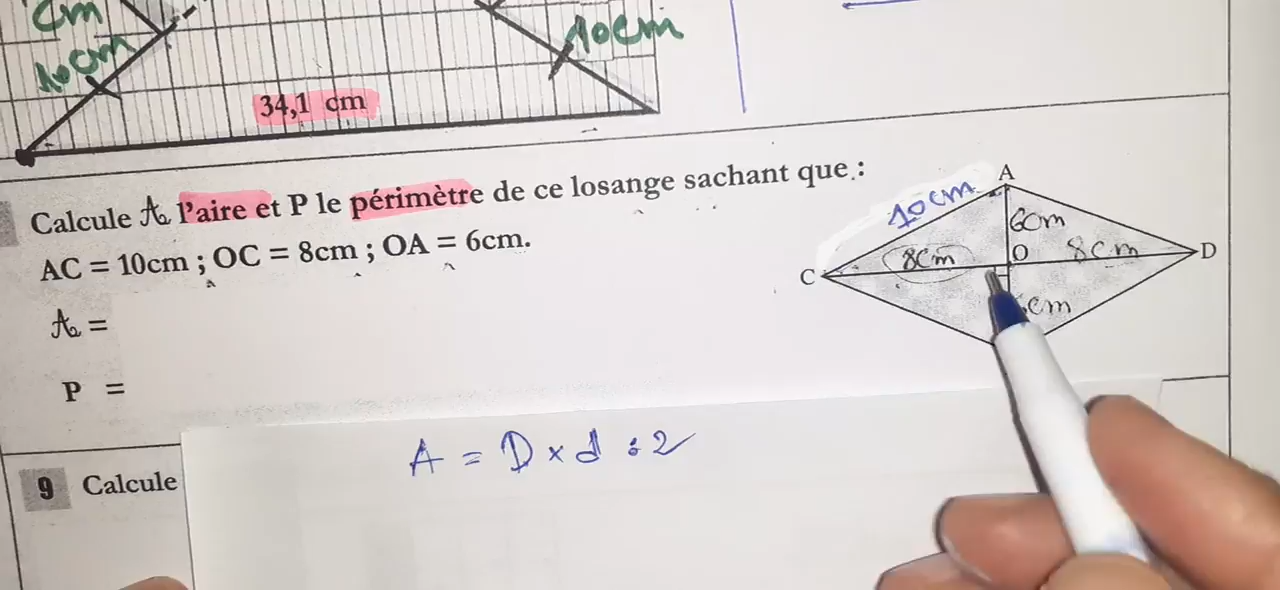 cm
10cm
10cm
34,1 cm
Calcule A l'aire et P le périmètre de ce losange sachant que :
AC = 10cm ; OC = 8cm ; OA = 6cm.
A =
P =
A
10cm
6cm
8cm
O
8cm
D
C
cm
A = D × d : 2
9 Calcule